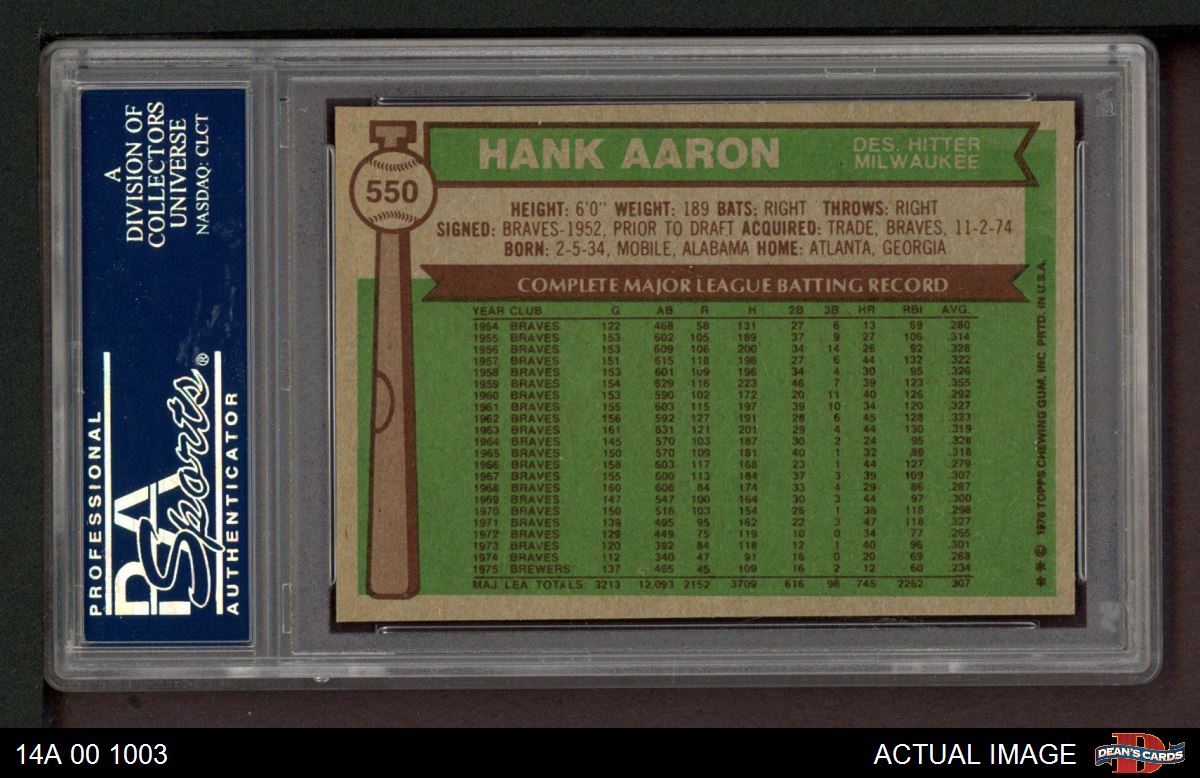 A
DIVISION OF
COLLECTORS
UNIVERSE
NASDAQ: CLCT
PROFESSIONAL
PSA
Sports®
AUTHENTICATOR
550
HANK AARON
DES. HITTER
MILWAUKEE
HEIGHT: 6'0" WEIGHT: 189 BATS: RIGHT THROWS: RIGHT
SIGNED: BRAVES-1952, PRIOR TO DRAFT ACQUIRED: TRADE, BRAVES, 11-2-74
BORN: 2-5-34, MOBILE, ALABAMA HOME: ATLANTA, GEORGIA
COMPLETE MAJOR LEAGUE BATTING RECORD
YEAR CLUB G AB R H 2B 3B HR RBI AVG.
1954 BRAVES 122 468 58 131 27 6 13 69 .280
1955 BRAVES 153 602 105 189 37 9 27 106 .314
1956 BRAVES 153 609 106 200 34 14 26 92 .328
1957 BRAVES 151 615 118 198 27 6 44 132 .322
1958 BRAVES 153 601 109 196 34 4 30 95 .326
1959 BRAVES 154 629 116 223 46 7 39 123 .355
1960 BRAVES 153 590 102 172 20 11 40 126 .292
1961 BRAVES 155 603 115 197 39 10 34 120 .327
1962 BRAVES 156 592 127 191 28 6 45 128 .323
1963 BRAVES 161 631 121 201 29 4 44 130 .319
1964 BRAVES 145 570 103 187 30 2 24 95 .328
1965 BRAVES 150 570 109 181 40 1 32 89 .318
1966 BRAVES 158 603 117 168 23 1 44 127 .279
1967 BRAVES 155 600 113 184 37 3 39 109 .307
1968 BRAVES 160 606 84 174 33 4 29 86 .287
1969 BRAVES 147 547 100 164 30 3 44 97 .300
1970 BRAVES 150 516 103 154 26 1 38 118 .298
1971 BRAVES 139 495 95 162 22 3 47 118 .327
1972 BRAVES 129 449 75 119 10 0 34 77 .265
1973 BRAVES 120 392 84 118 12 1 40 96 .301
1974 BRAVES 112 340 47 91 16 0 20 69 .268
1975 BREWERS 137 465 45 109 16 2 12 60 .234
MAJ. LEA. TOTALS: 3213 12,093 2152 3709 616 98 745 2262 .307
**© 1976 TOPPS CHEWING GUM, INC. PRTD. IN U.S.A.
14A 00 1003
ACTUAL IMAGE
DEAN'S CARDS